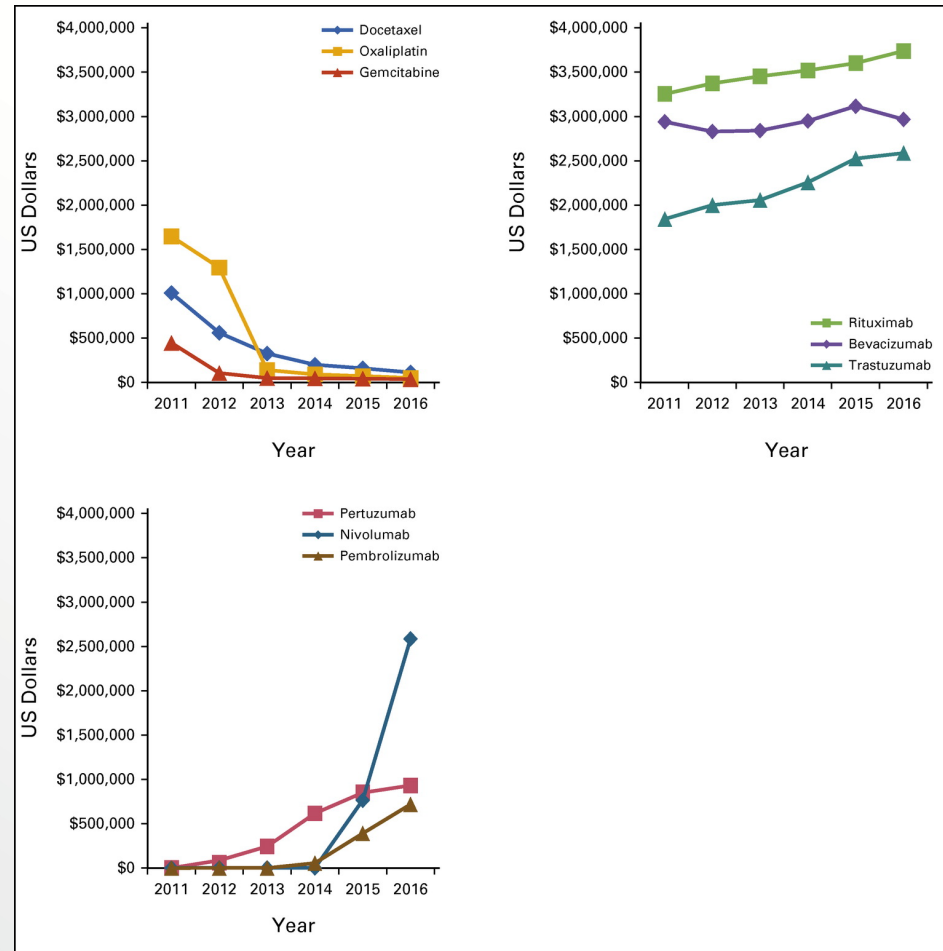 $4,000,000
$3,500,000
$3,000,000
$2,500,000
$2,000,000
$1,500,000
$1,000,000
$500,000
$0
US Dollars
Docetaxel
Oxaliplatin
Gemcitabine
2011 2012 2013 2014 2015 2016
Year
$4,000,000
$3,500,000
$3,000,000
$2,500,000
$2,000,000
$1,500,000
$1,000,000
$500,000
$0
US Dollars
Rituximab
Bevacizumab
Trastuzumab
2011 2012 2013 2014 2015 2016
Year
$4,000,000
$3,500,000
$3,000,000
$2,500,000
$2,000,000
$1,500,000
$1,000,000
$500,000
$0
US Dollars
Pertuzumab
Nivolumab
Pembrolizumab
2011 2012 2013 2014 2015 2016
Year